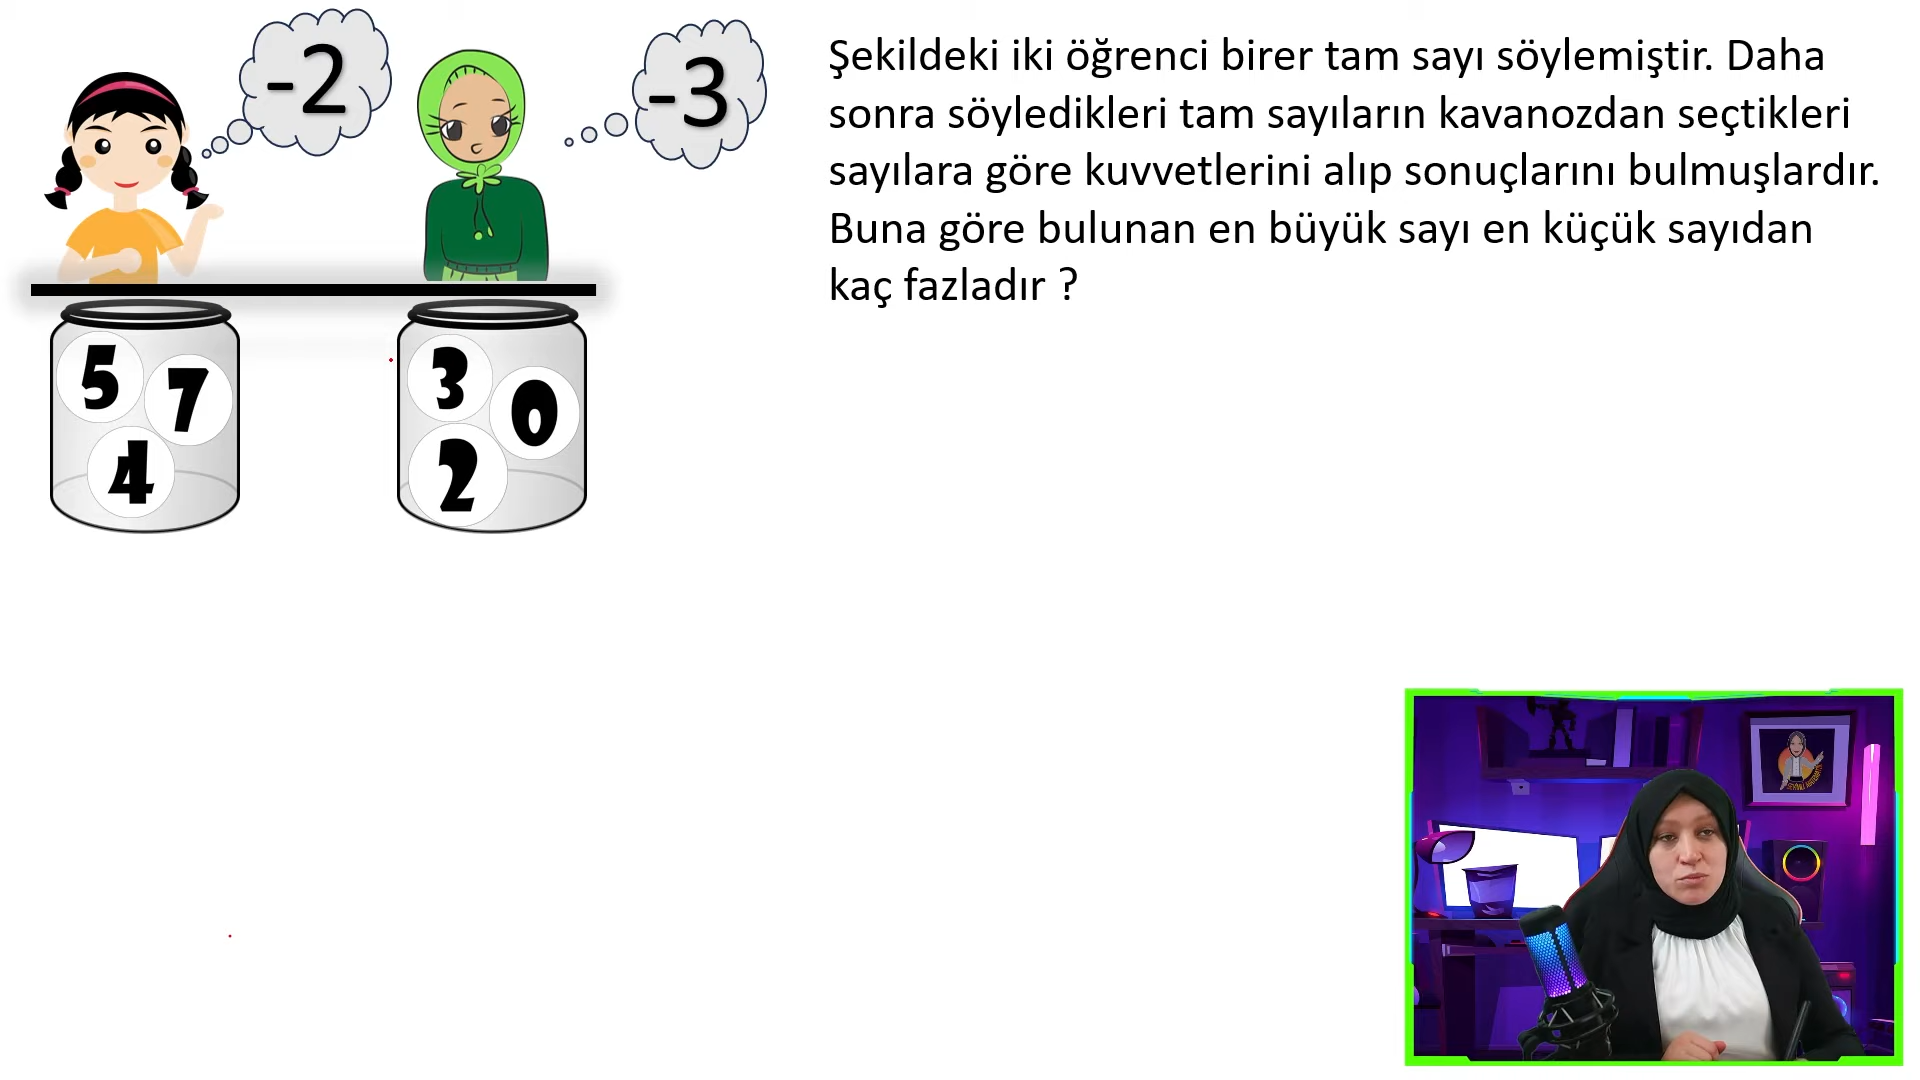 -2
-3
Şekildeki iki öğrenci birer tam sayı söylemiştir. Daha
sonra söyledikleri tam sayıların kavanozdan seçtikleri
sayılara göre kuvvetlerini alıp sonuçlarını bulmuşlardır.
Buna göre bulunan en büyük sayı en küçük sayıdan
kaç fazladır ?
5
7
4
3
0
2